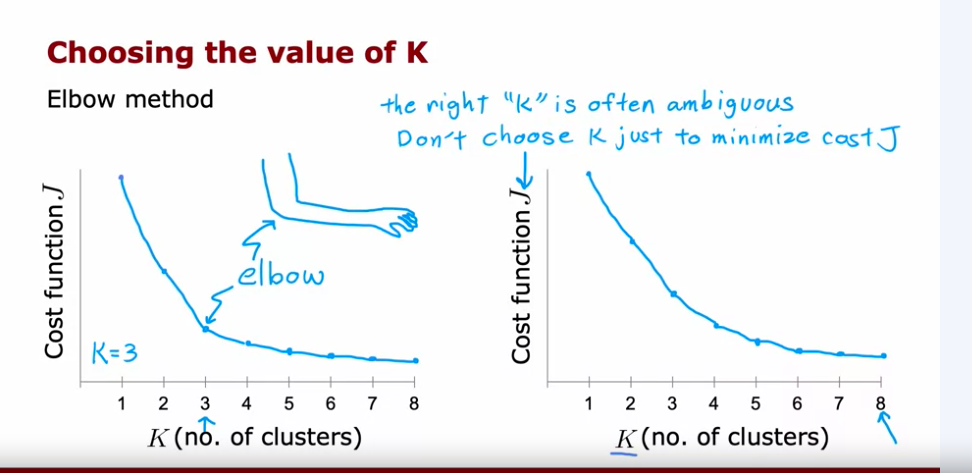 Choosing the value of K
Elbow method
the right "K" is often ambiguous
Don't choose K just to minimize cost J
Cost function J
elbow
K=3
1 2 3 4 5 6 7 8
K (no. of clusters)
Cost function J
1 2 3 4 5 6 7 8
K (no. of clusters)